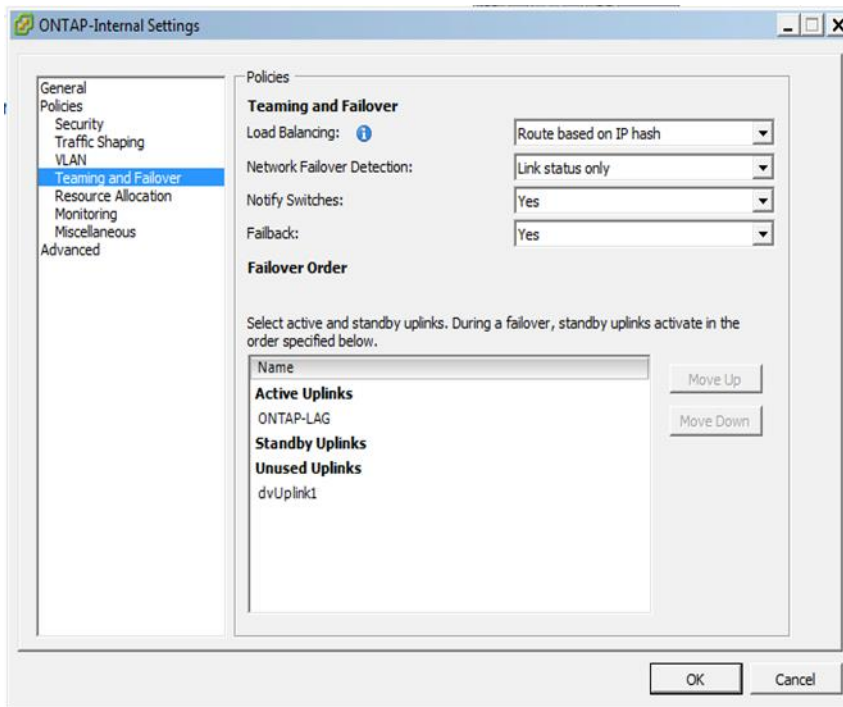 ONTAP-Internal Settings
General
Policies
Security
Traffic Shaping
VLAN
Teaming and Failover
Resource Allocation
Monitoring
Miscellaneous
Advanced
Policies
Teaming and Failover
Load Balancing:
Route based on IP hash
Network Failover Detection:
Link status only
Notify Switches:
Yes
Failback:
Yes
Failover Order
Select active and standby uplinks. During a failover, standby uplinks activate in the
order specified below.
Name
Active Uplinks
ONTAP-LAG
Standby Uplinks
Unused Uplinks
dvUplink1
Move Up
Move Down
OK
Cancel